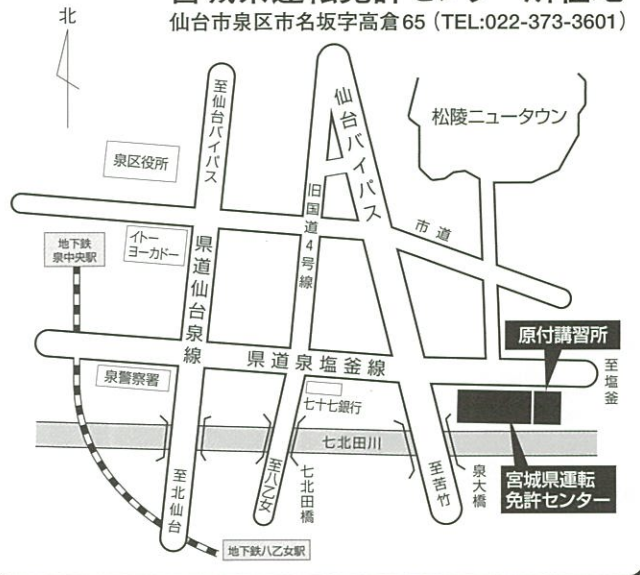 北
仙台市泉区市名坂字高倉65（TEL:022-373-3601）
至仙台バイパス
仙台バイパス
松陵ニュータウン
泉区役所
旧国道4号線
市道
地下鉄
泉中央駅
イトー
ヨーカドー
県道仙台泉線
原付講習所
県道泉塩釜線
至塩釜
泉警察署
七十七銀行
七北田川
至北仙台
至八乙女
七北田橋
至苦竹
泉大橋
宮城県運転
免許センター
地下鉄八乙女駅